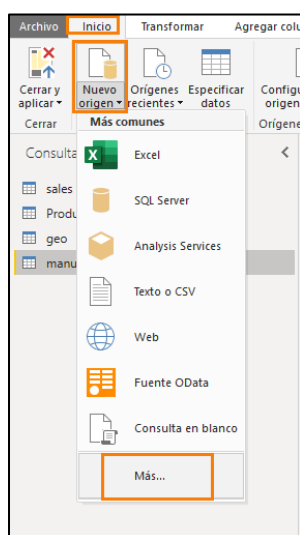 Archivo Inicio Transformar Agregar colu
Cerrar y Nuevo Orígenes Especificar Configu
aplicar origen recientes datos origen
Cerrar Más comunes Orígene
Consulta
Excel
sales
SQL Server
Produ
geo
Analysis Services
manu
Texto o CSV
Web
Fuente OData
Consulta en blanco
Más...